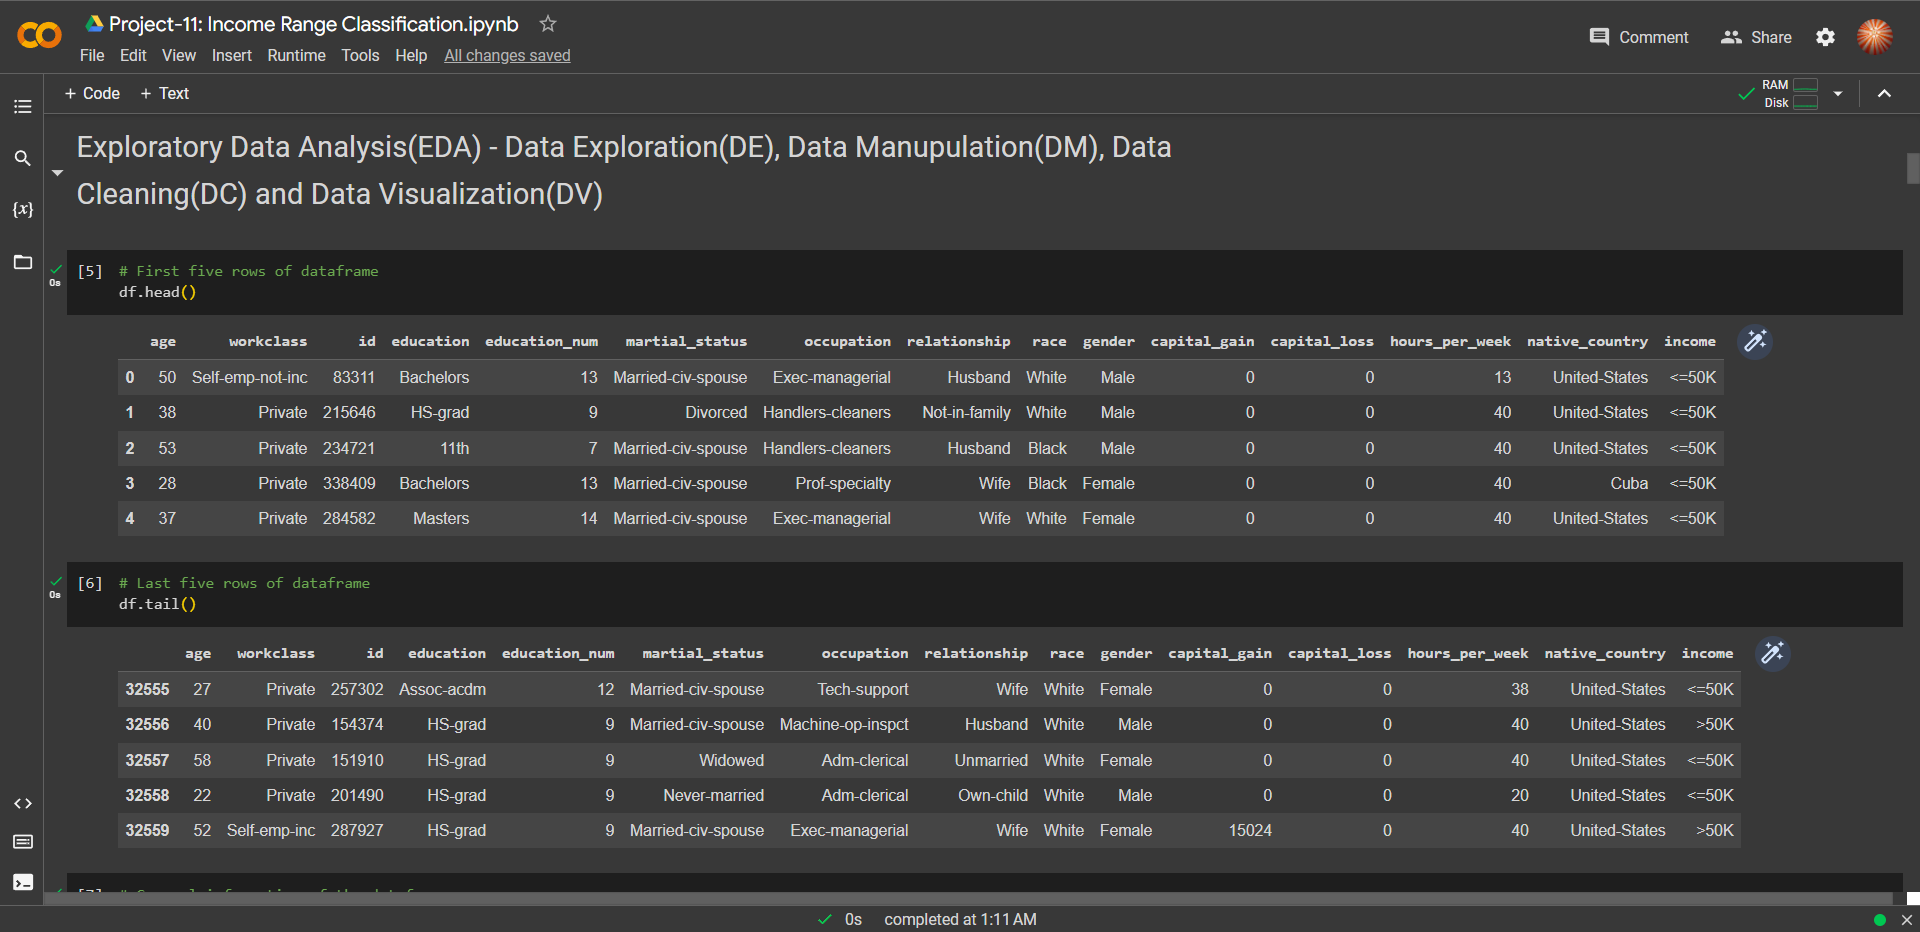 Project-11: Income Range Classification.ipynb
File Edit View Insert Runtime Tools Help All changes saved
Comment Share
+ Code + Text
RAM
Disk
Exploratory Data Analysis(EDA) - Data Exploration(DE), Data Manupulation(DM), Data
Cleaning(DC) and Data Visualization(DV)
[5] # First five rows of dataframe
0s
df.head()
age workclass id education education_num martial_status occupation relationship race gender capital_gain capital_loss hours_per_week native_country income
0 50 Self-emp-not-inc 83311 Bachelors 13 Married-civ-spouse Exec-managerial Husband White Male 0 0 13 United-States <=50K
1 38 Private 215646 HS-grad 9 Divorced Handlers-cleaners Not-in-family White Male 0 0 40 United-States <=50K
2 53 Private 234721 11th 7 Married-civ-spouse Handlers-cleaners Husband Black Male 0 0 40 United-States <=50K
3 28 Private 338409 Bachelors 13 Married-civ-spouse Prof-specialty Wife Black Female 0 0 40 Cuba <=50K
4 37 Private 284582 Masters 14 Married-civ-spouse Exec-managerial Wife White Female 0 0 40 United-States <=50K
[6] # Last five rows of dataframe
0s
df.tail()
age workclass id education education_num martial_status occupation relationship race gender capital_gain capital_loss hours_per_week native_country income
32555 27 Private 257302 Assoc-acdm 12 Married-civ-spouse Tech-support Wife White Female 0 0 38 United-States <=50K
32556 40 Private 154374 HS-grad 9 Married-civ-spouse Machine-op-inspct Husband White Male 0 0 40 United-States >50K
32557 58 Private 151910 HS-grad 9 Widowed Adm-clerical Unmarried White Female 0 0 40 United-States <=50K
32558 22 Private 201490 HS-grad 9 Never-married Adm-clerical Own-child White Male 0 0 20 United-States <=50K
32559 52 Self-emp-inc 287927 HS-grad 9 Married-civ-spouse Exec-managerial Wife White Female 15024 0 40 United-States >50K
0s completed at 1:11 AM